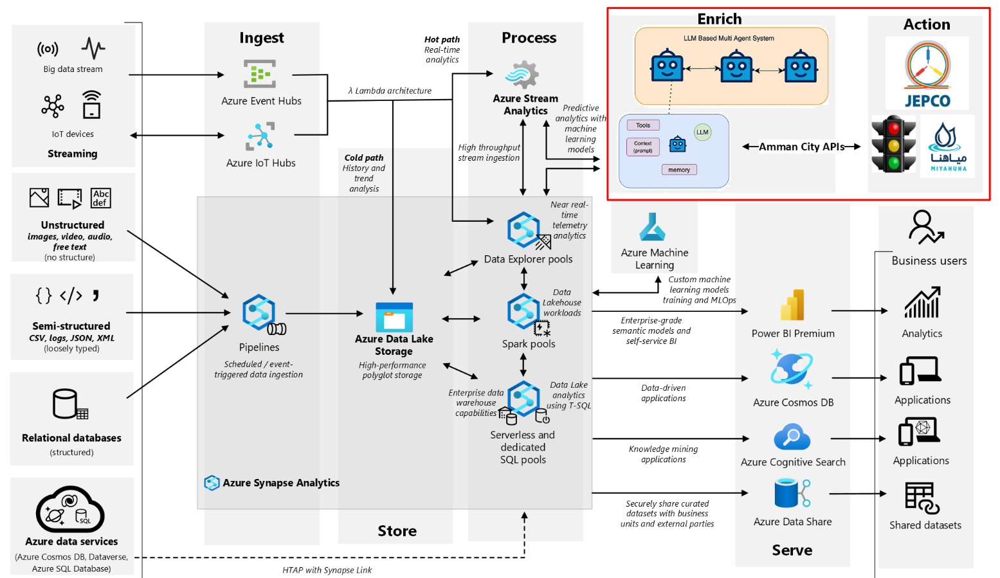 Big data stream
IoT devices
Streaming
Abc
def
Unstructured
images, video, audio,
free text
(no structure)
{} </> ,
Semi-structured
CSV, logs, JSON, XML
(loosely typed)
Relational databases
(structured)
SQL
Azure data services
(Azure Cosmos DB, Dataverse,
Azure SQL Database)
Ingest
Azure Event Hubs
Azure IoT Hubs
Pipelines
Scheduled / event-
triggered data ingestion
Azure Synapse Analytics
HTAP with Synapse Link
λ Lambda architecture
Cold path
History and
trend
analysis
Azure Data Lake
Storage
High-performance
polyglot storage
Store
Hot path
Real-time
analytics
Process
Azure Stream
Analytics
High throughput
stream ingestion
Predictive
analytics with
machine
learning
models
Near real-
time
telemetry
analytics
Data Explorer pools
Data
Lakehouse
workloads
Spark pools
Enterprise data
warehouse
capabilities
Data Lake
analytics
using T-SQL
Serverless and
dedicated
SQL pools
Enrich
LLM Based Multi Agent System
Tools
Context
(prompt)
LLM
memory
Amman City APIs
Action
JEPCO
مياهنا
MIYAHUNA
Azure Machine
Learning
Custom machine
learning models
training and MLOps
Enterprise-grade
semantic models and
self-service BI
Data-driven
applications
Knowledge mining
applications
Securely share curated
datasets with business
units and external parties
Power BI Premium
Azure Cosmos DB
Azure Cognitive Search
Azure Data Share
Serve
Business users
Analytics
Applications
Applications
Shared datasets